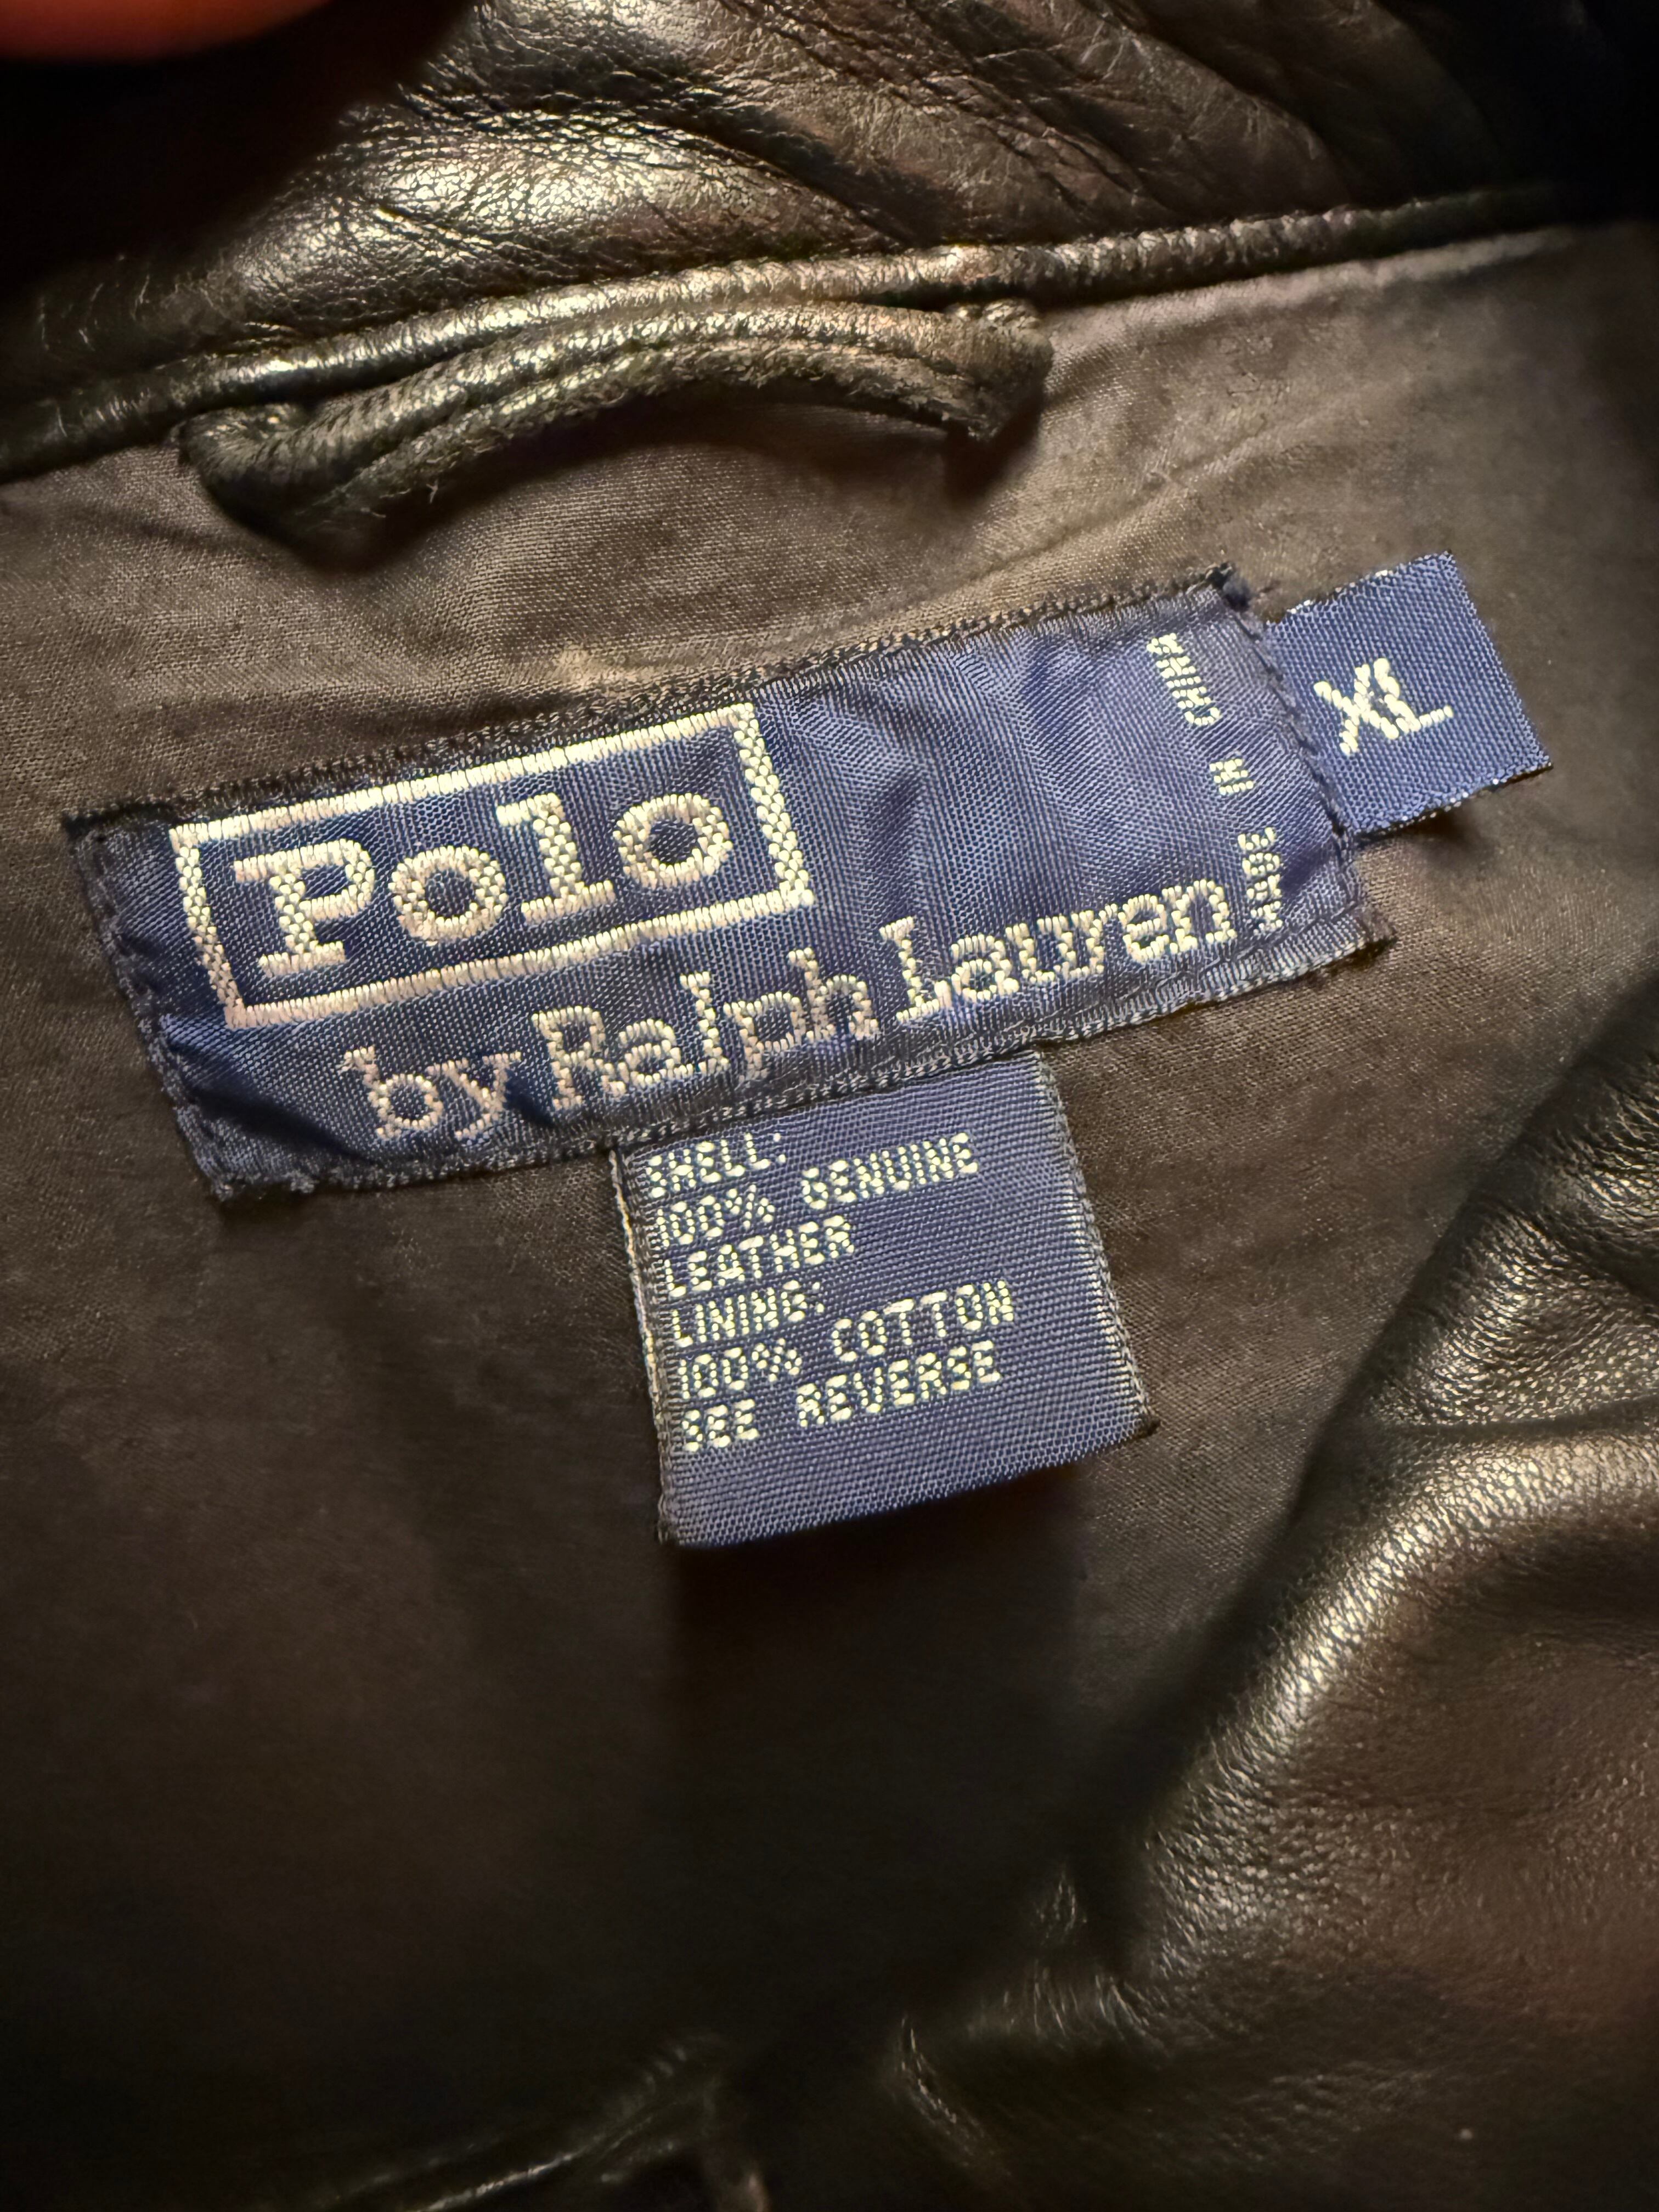 Polo
by Ralph Lauren
MADE IN CHINA
XL
SHELL:
100% GENUINE
LEATHER
LINING:
100% COTTON
SEE REVERSE